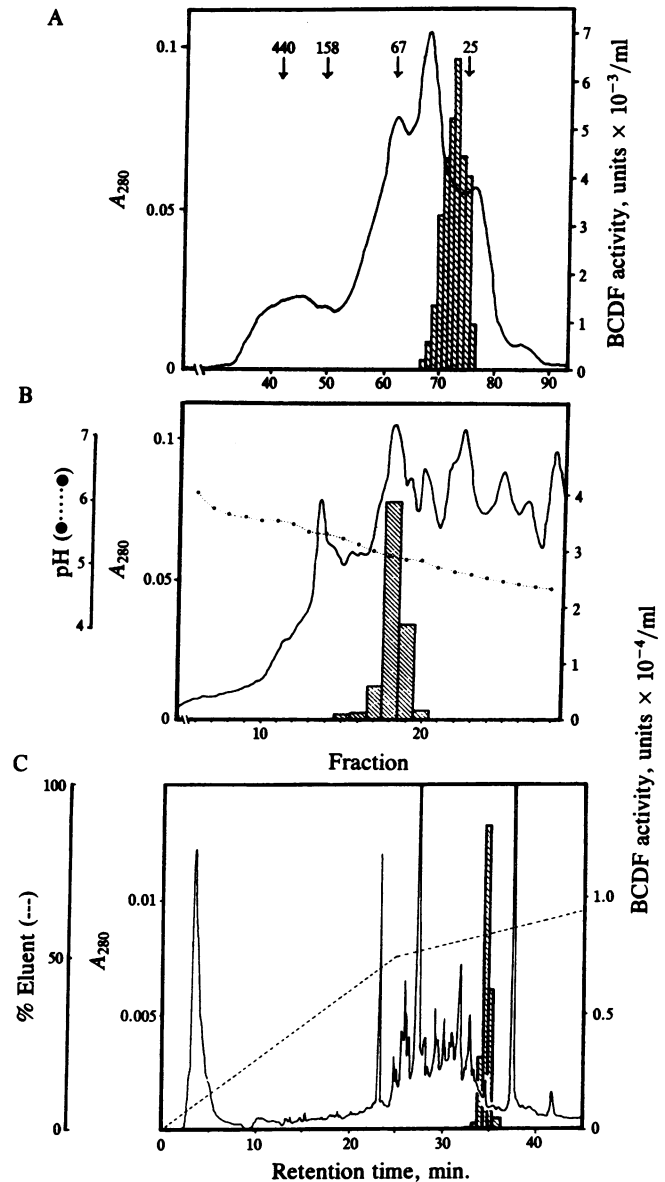 A
440 158 67 25
0.1
0.05
0
A280
7
6
5
4
3
2
1
0
BCDF activity, units × 10−3/ml
40 50 60 70 80 90
B
7
6
5
4
pH (●·····●)
A280
0.1
0.05
0
4
3
2
1
0
10 20
Fraction
BCDF activity, units × 10−4/ml
C
100
50
0
% Eluent (---)
A280
0.01
0.005
0
1.0
0.5
0
0 10 20 30 40
Retention time, min.